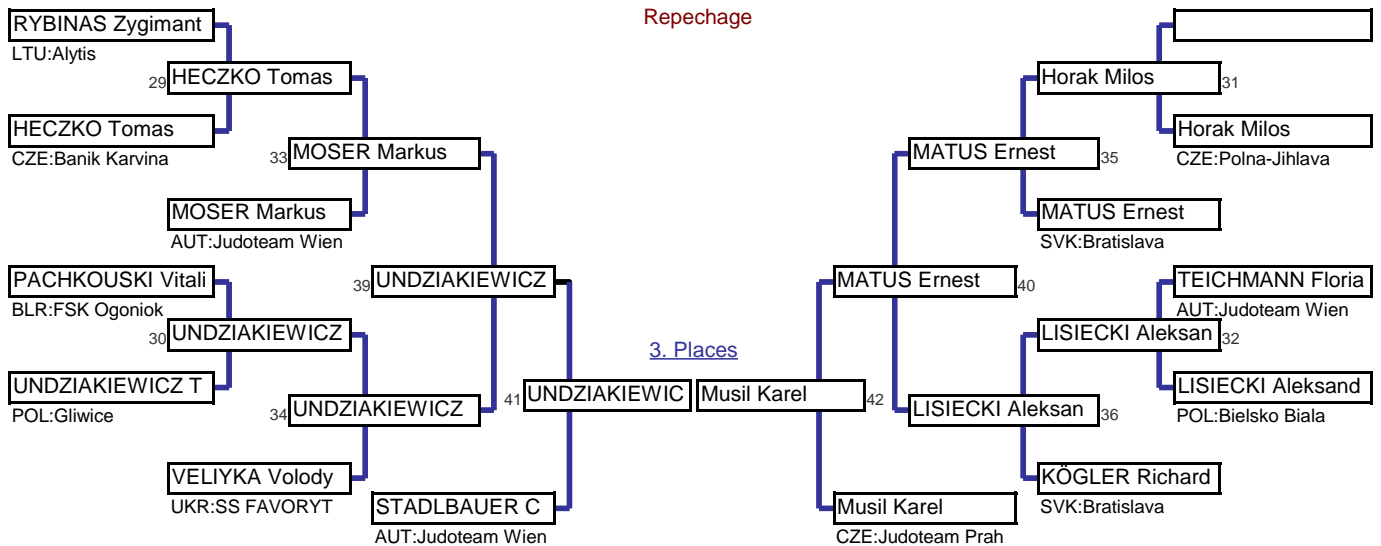 Repechage
RYBINAS Zygimant
LTU:Alytis
29 HECZKO Tomas
HECZKO Tomas
CZE:Banik Karvina
33 MOSER Markus
MOSER Markus
AUT:Judoteam Wien
PACHKOUSKI Vitali
BLR:FSK Ogoniok
39 UNDZIAKIEWICZ
30 UNDZIAKIEWICZ
UNDZIAKIEWICZ T
POL:Gliwice
34 UNDZIAKIEWICZ
VELIYKA Volody
UKR:SS FAVORYT
41 UNDZIAKIEWIC
STADLBAUER C
AUT:Judoteam Wien
3. Places
Horak Milos 31
Horak Milos
CZE:Polna-Jihlava
MATUS Ernest 35
MATUS Ernest
SVK:Bratislava
MATUS Ernest 40
TEICHMANN Floria
AUT:Judoteam Wien
LISIECKI Aleksan 32
LISIECKI Aleksand
POL:Bielsko Biala
Musil Karel 42
LISIECKI Aleksan 36
KÖGLER Richard
SVK:Bratislava
Musil Karel
CZE:Judoteam Prah